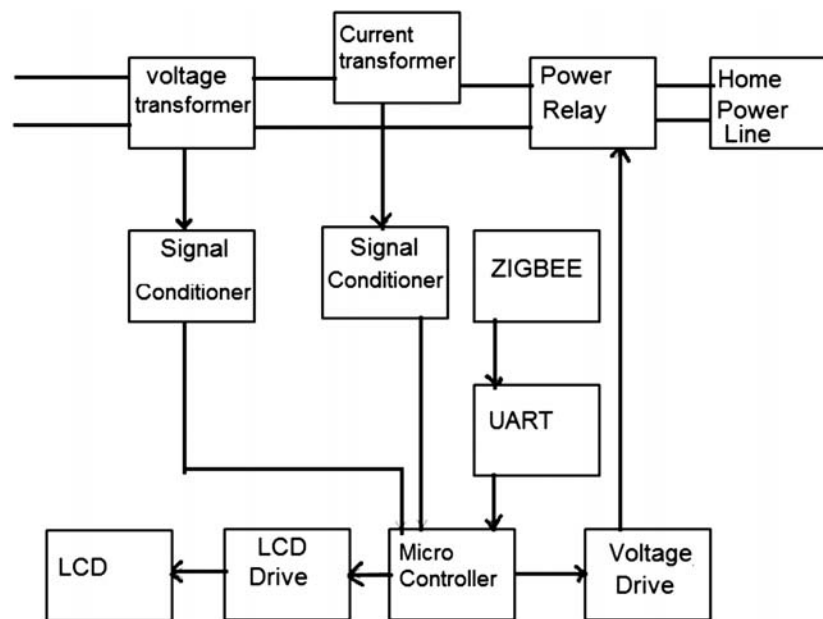 voltage
transformer
Current
transformer
Power
Relay
Home
Power
Line
Signal
Conditioner
Signal
Conditioner
ZIGBEE
UART
LCD
LCD
Drive
Micro
Controller
Voltage
Drive